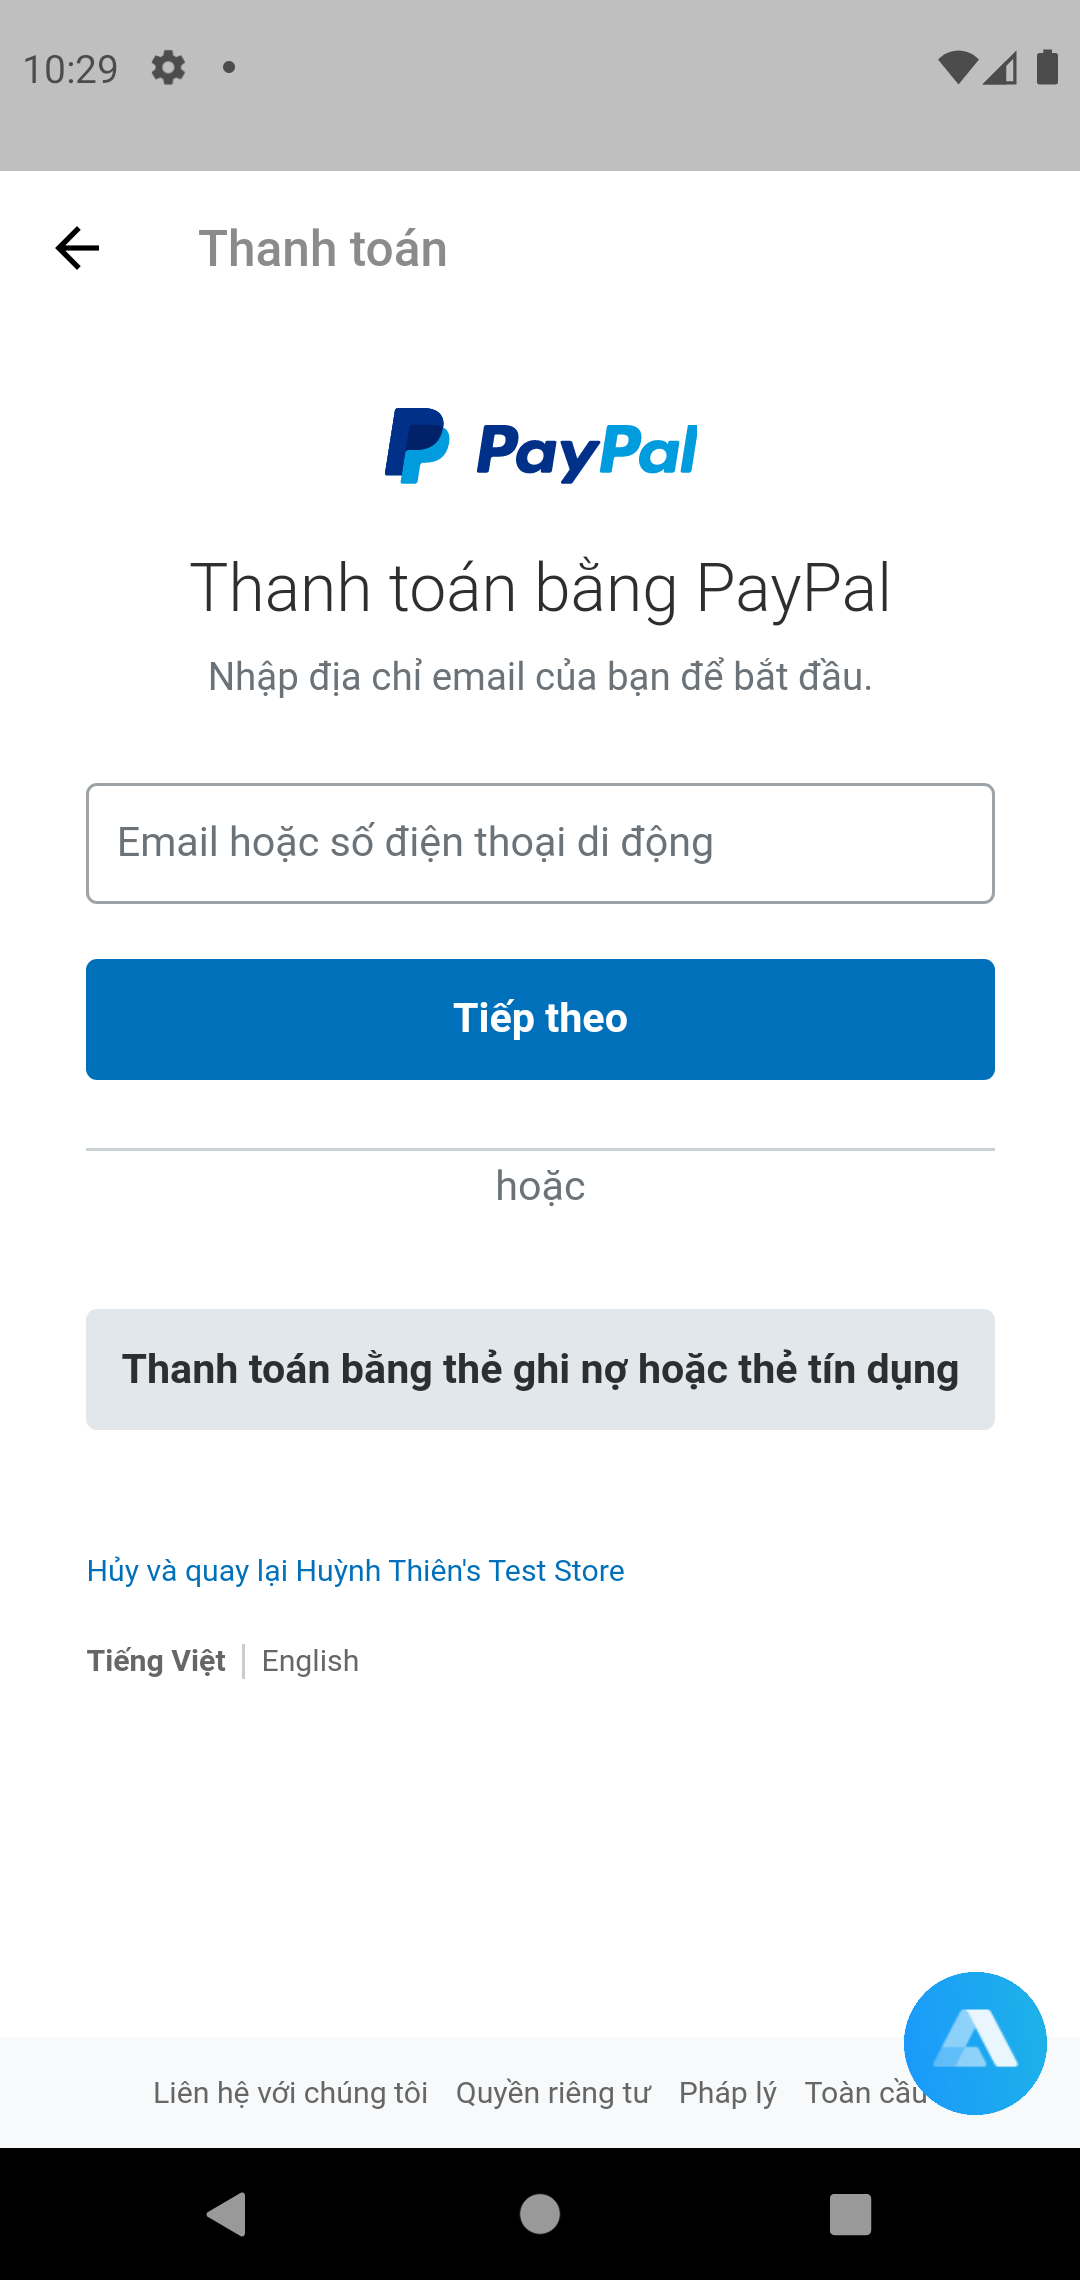 10:29
Thanh toán
PayPal
Thanh toán bằng PayPal
Nhập địa chỉ email của bạn để bắt đầu.
Email hoặc số điện thoại di động
Tiếp theo
hoặc
Thanh toán bằng thẻ ghi nợ hoặc thẻ tín dụng
Hủy và quay lại Huỳnh Thiên's Test Store
Tiếng Việt | English
Liên hệ với chúng tôi Quyền riêng tư Pháp lý Toàn cầu